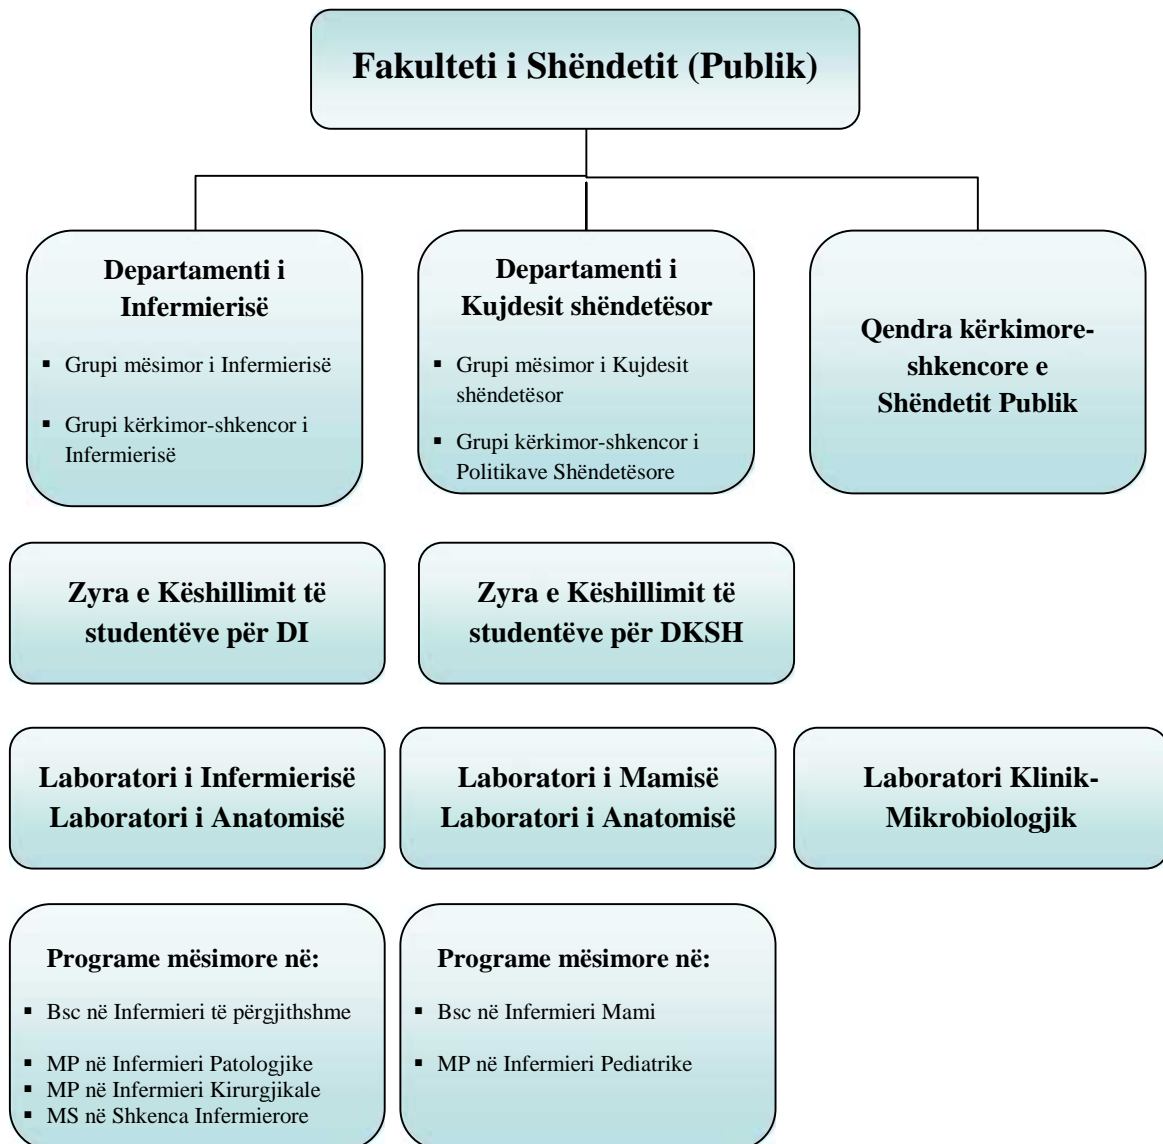 Fakulteti i Shëndetit (Publik)
Departamenti i
Infermierisë
▪ Grupi mësimor i Infermierisë
▪ Grupi kërkimor-shkencor i
Infermierisë
Departamenti i
Kujdesit shëndetësor
▪ Grupi mësimor i Kujdesit
shëndetësor
▪ Grupi kërkimor-shkencor i
Politikave Shëndetësore
Qendra kërkimore-
shkencore e
Shëndetit Publik
Zyra e Këshillimit të
studentëve për DI
Zyra e Këshillimit të
studentëve për DKSH
Laboratori i Infermierisë
Laboratori i Anatomisë
Laboratori i Mamisë
Laboratori i Anatomisë
Laboratori Klinik-
Mikrobiologjik
Programe mësimore në:
▪ Bsc në Infermieri të përgjithshme
▪ MP në Infermieri Patologjike
▪ MP në Infermieri Kirurgjikale
▪ MS në Shkenca Infermierore
Programe mësimore në:
▪ Bsc në Infermieri Mami
▪ MP në Infermieri Pediatrike